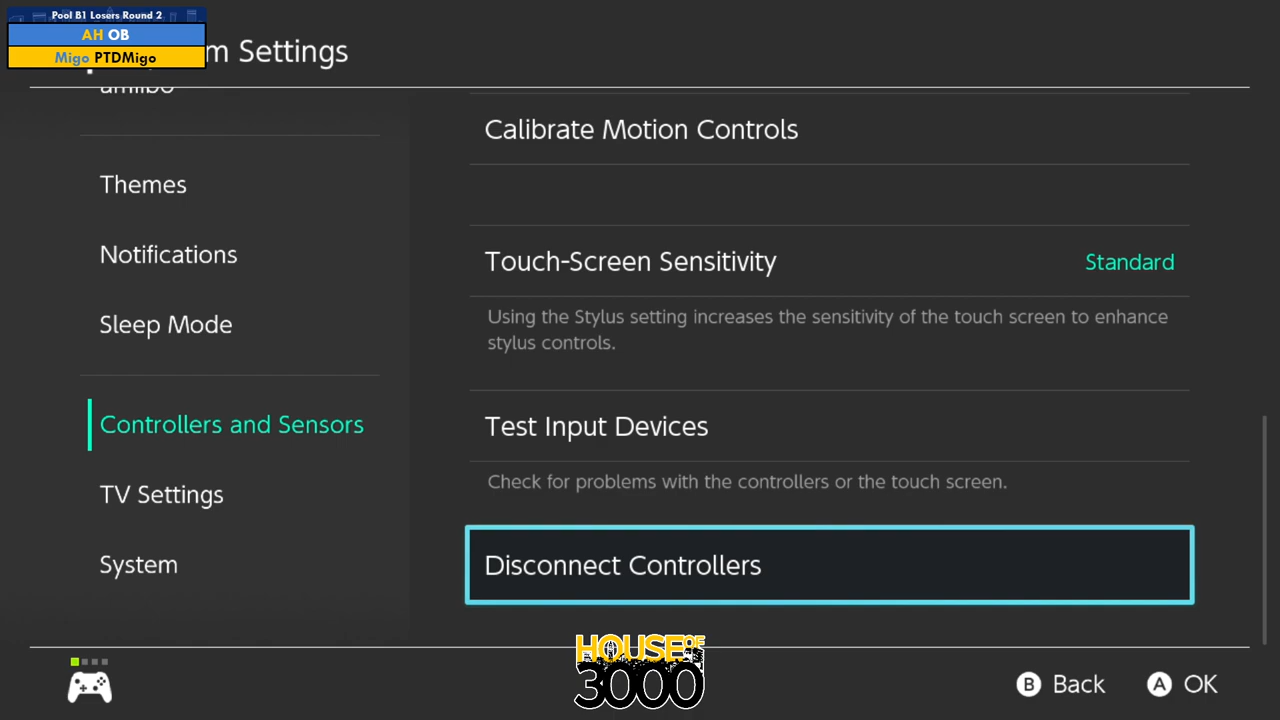 Pool B1 Losers Round 2
AH OB
Migo PTDMigo
m Settings
amiibo
Themes
Notifications
Sleep Mode
Controllers and Sensors
TV Settings
System
Calibrate Motion Controls
Touch-Screen Sensitivity Standard
Using the Stylus setting increases the sensitivity of the touch screen to enhance
stylus controls.
Test Input Devices
Check for problems with the controllers or the touch screen.
Disconnect Controllers
HOUSE OF
3000
B Back A OK